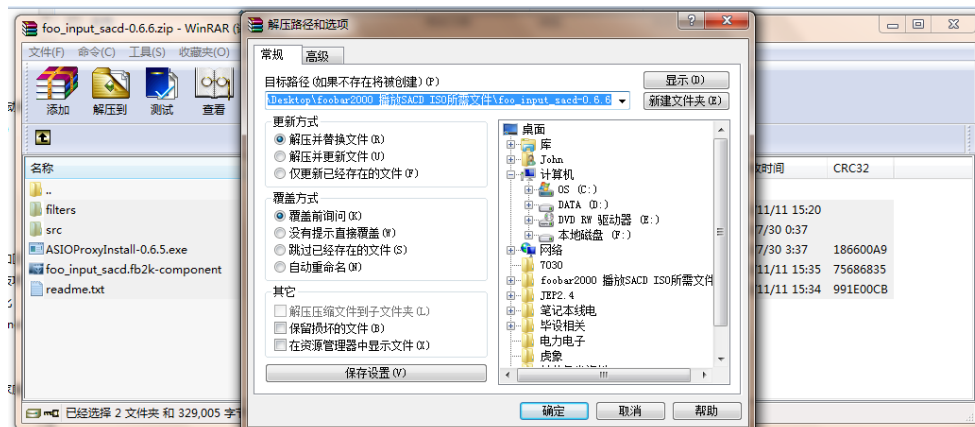 foo_input_sacd-0.6.6.zip - WinRAR
文件(F) 命令(C) 工具(S) 收藏夹(O)
添加 解压到 测试 查看
名称
..
filters
src
ASIOProxyInstall-0.6.5.exe
foo_input_sacd.fb2k-component
readme.txt
已经选择 2 文件夹 和 329,005 字节
解压路径和选项
常规 高级
目标路径(如果不存在将被创建)(P)
\Desktop\foobar2000 播放SACD ISO所需文件\foo_input_sacd-0.6.6
显示(D)
新建文件夹(E)
更新方式
解压并替换文件(R)
解压并更新文件(U)
仅更新已经存在的文件(F)
覆盖方式
覆盖前询问(K)
没有提示直接覆盖(W)
跳过已经存在的文件(S)
自动重命名(N)
其它
解压压缩文件到子文件夹(L)
保留损坏的文件(B)
在资源管理器中显示文件(X)
保存设置(V)
桌面
库
John
计算机
OS (C:)
DATA (D:)
DVD RW 驱动器 (E:)
本地磁盘 (F:)
网络
7030
foobar2000 播放SACD ISO所需文件
JEP2.4
笔记本线电
毕设相关
电力电子
虎象
确定 取消 帮助
时间 CRC32
11/11 15:20
7/30 0:37
7/30 3:37 186600A9
11/11 15:35 75686835
11/11 15:34 991E00CB